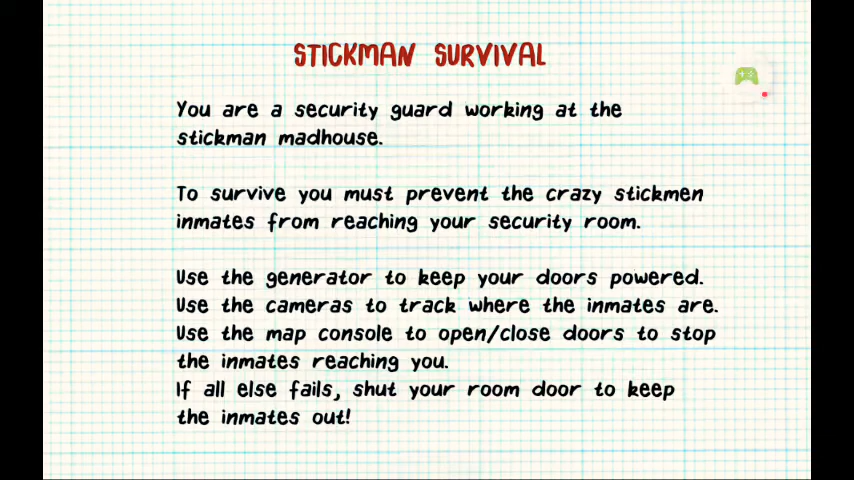 STICKMAN SURVIVAL
You are a security guard working at the
stickman madhouse.
To survive you must prevent the crazy stickmen
inmates from reaching your security room.
Use the generator to keep your doors powered.
Use the cameras to track where the inmates are.
Use the map console to open/close doors to stop
the inmates reaching you.
If all else fails, shut your room door to keep
the inmates out!